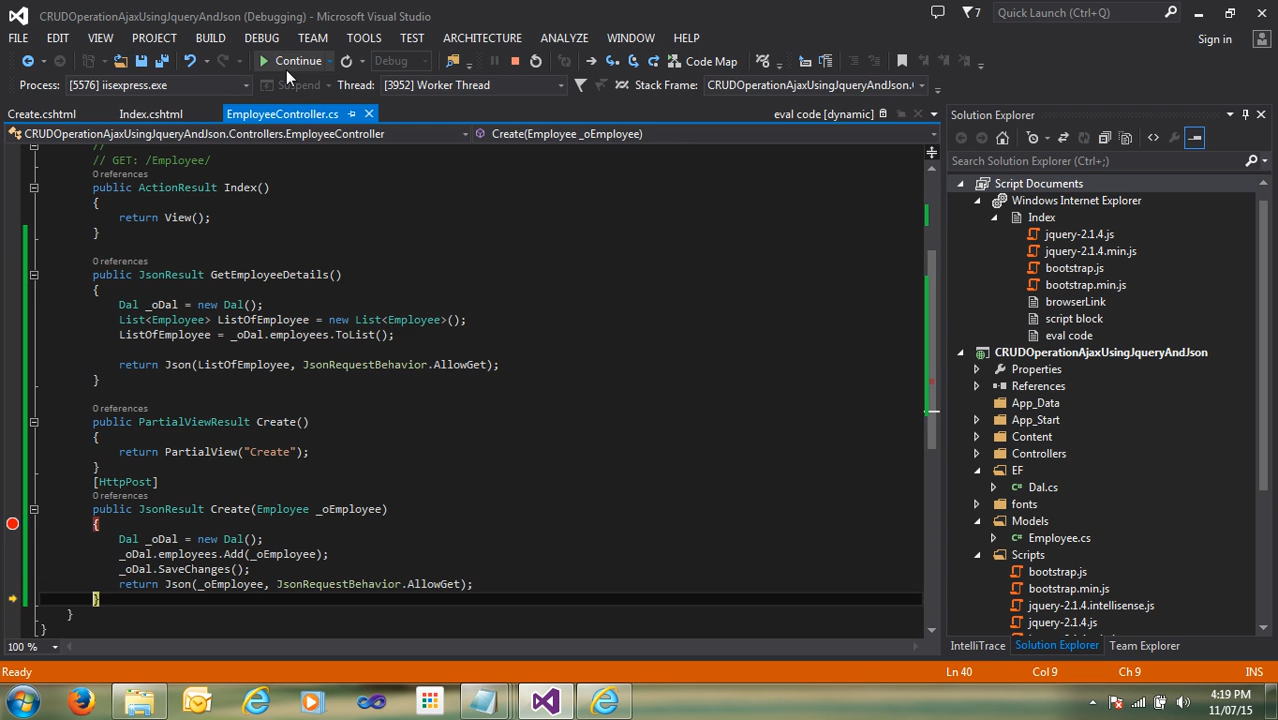 CRUDOperationAjaxUsingJqueryAndJson (Debugging) - Microsoft Visual Studio
7
Quick Launch (Ctrl+Q)
FILE EDIT VIEW PROJECT BUILD DEBUG TEAM TOOLS TEST ARCHITECTURE ANALYZE WINDOW HELP
Sign in
Continue
Debug
Code Map
Process: [5576] iisexpress.exe
Suspend
Thread: [3952] Worker Thread
Stack Frame: CRUDOperationAjaxUsingJqueryAndJson.
Create.cshtml Index.cshtml EmployeeController.cs
eval code [dynamic]
CRUDOperationAjaxUsingJqueryAndJson.Controllers.EmployeeController
Create(Employee _oEmployee)
//
// GET: /Employee/
0 references
public ActionResult Index()
{
return View();
}
0 references
public JsonResult GetEmployeeDetails()
{
Dal _oDal = new Dal();
List<Employee> ListOfEmployee = new List<Employee>();
ListOfEmployee = _oDal.employees.ToList();
return Json(ListOfEmployee, JsonRequestBehavior.AllowGet);
}
0 references
public PartialViewResult Create()
{
return PartialView("Create");
}
[HttpPost]
0 references
public JsonResult Create(Employee _oEmployee)
{
Dal _oDal = new Dal();
_oDal.employees.Add(_oEmployee);
_oDal.SaveChanges();
return Json(_oEmployee, JsonRequestBehavior.AllowGet);
}
}
}
100 %
Solution Explorer
Search Solution Explorer (Ctrl+;)
Script Documents
Windows Internet Explorer
Index
jquery-2.1.4.js
jquery-2.1.4.min.js
bootstrap.js
bootstrap.min.js
browserLink
script block
eval code
CRUDOperationAjaxUsingJqueryAndJson
Properties
References
App_Data
App_Start
Content
Controllers
EF
Dal.cs
fonts
Models
Employee.cs
Scripts
bootstrap.js
bootstrap.min.js
jquery-2.1.4.intellisense.js
jquery-2.1.4.js
IntelliTrace Solution Explorer Team Explorer
Ready
Ln 40 Col 9 Ch 9 INS
4:19 PM
11/07/15